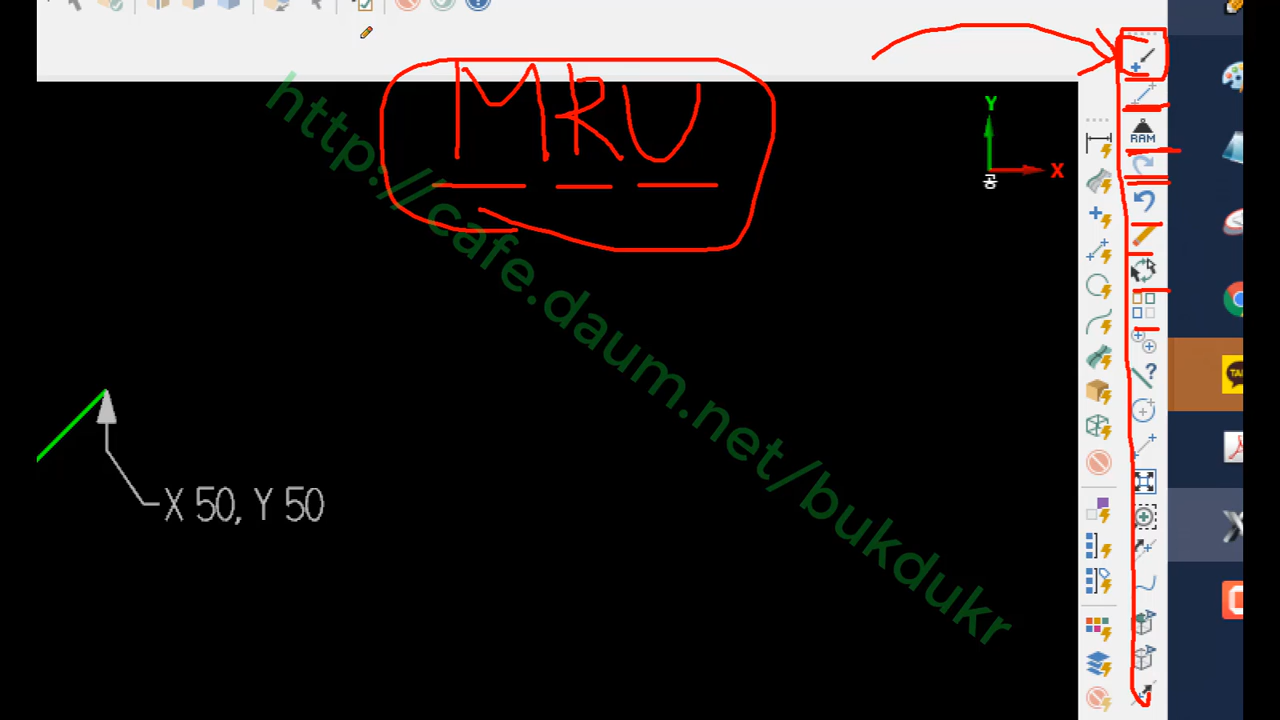 MRU
Y
X
공
RAM
http://cafe.daum.net/bukdukr
X 50, Y 50